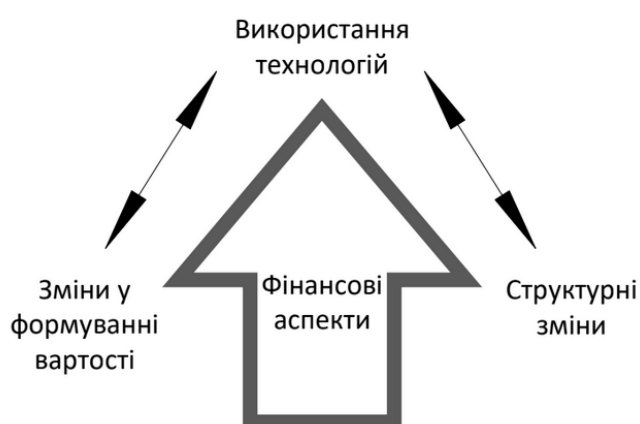 Використання
технологій
Зміни у
формуванні
вартості
Фінансові
аспекти
Структурні
зміни